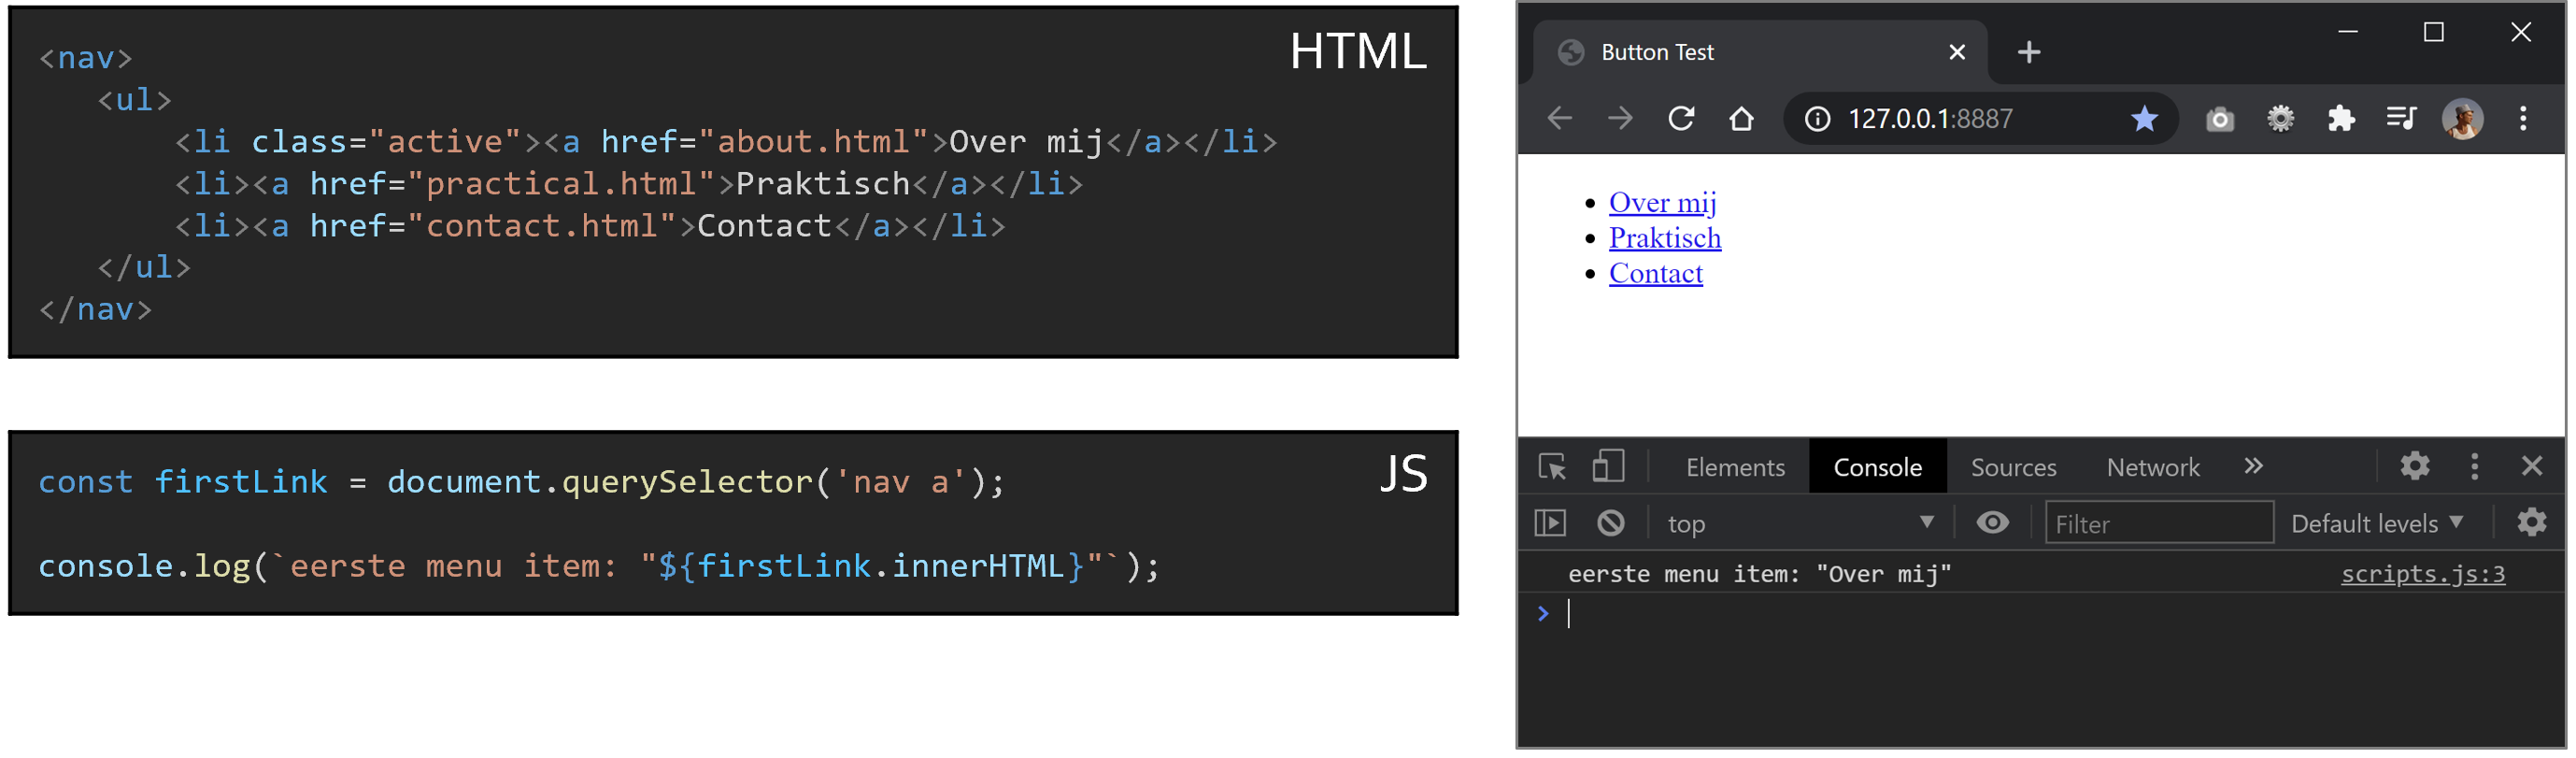 HTML
<nav>
<ul>
<li class="active"><a href="about.html">Over mij</a></li>
<li><a href="practical.html">Praktisch</a></li>
<li><a href="contact.html">Contact</a></li>
</ul>
</nav>
JS
const firstLink = document.querySelector('nav a');
console.log(`eerste menu item: "${firstLink.innerHTML}"`);
Button Test
127.0.0.1:8887
Over mij
Praktisch
Contact
Elements Console Sources Network
top Filter Default levels
eerste menu item: "Over mij" scripts.js:3